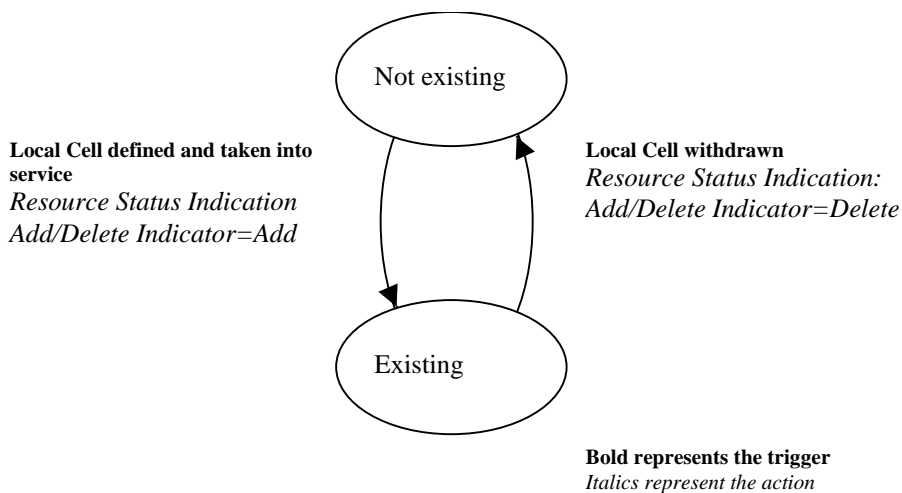 Not existing
Local Cell defined and taken into
service
Resource Status Indication
Add/Delete Indicator=Add
Local Cell withdrawn
Resource Status Indication:
Add/Delete Indicator=Delete
Existing
Bold represents the trigger
Italics represent the action